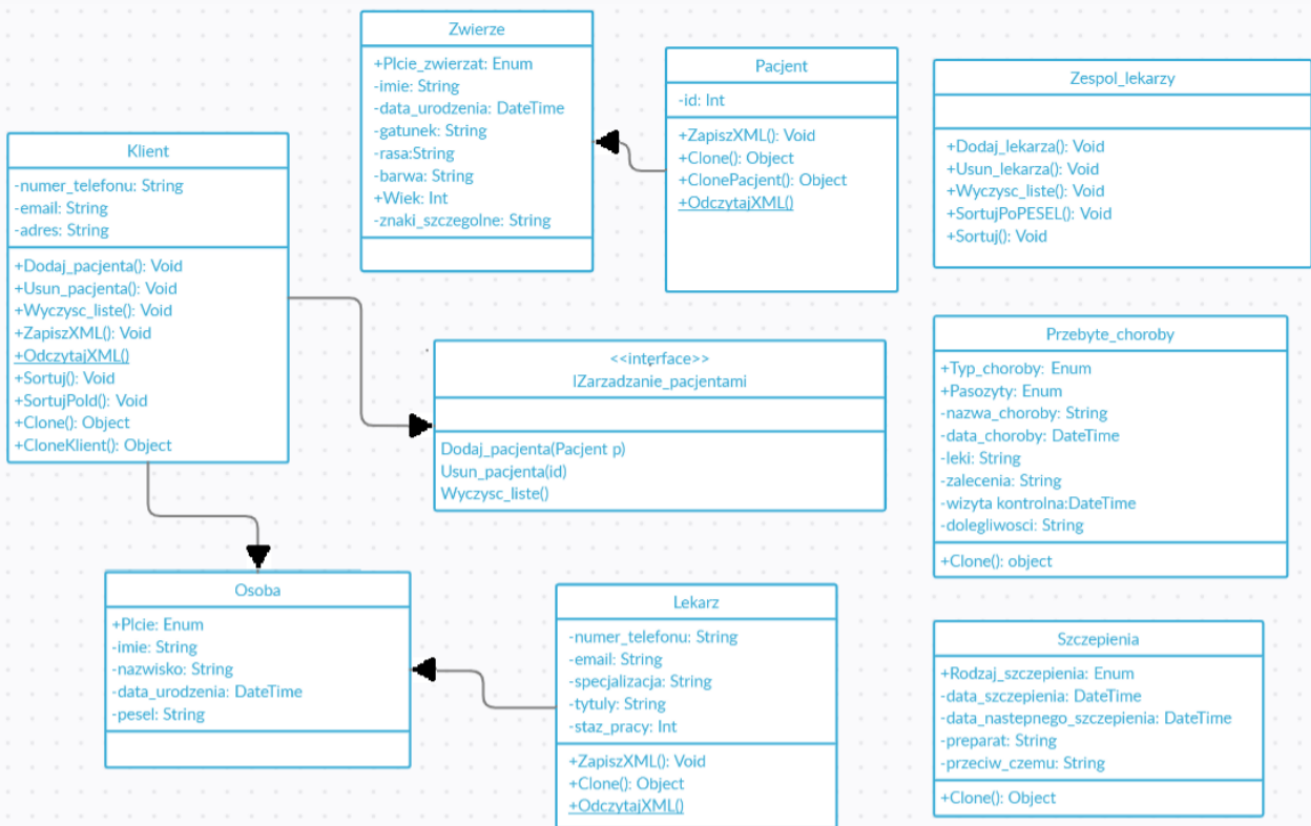 Zwierze
+Plcie_zwierzat: Enum
-imie: String
-data_urodzenia: DateTime
-gatunek: String
-rasa:String
-barwa: String
+Wiek: Int
-znaki_szczegolne: String
Pacjent
-id: Int
+ZapiszXML(): Void
+Clone(): Object
+ClonePacjent(): Object
+OdczytajXML()
Zespol_lekarzy
+Dodaj_lekarza(): Void
+Usun_lekarza(): Void
+Wyczysc_liste(): Void
+SortujPoPESEL(): Void
+Sortuj(): Void
Klient
-numer_telefonu: String
-email: String
-adres: String
+Dodaj_pacjenta(): Void
+Usun_pacjenta(): Void
+Wyczysc_liste(): Void
+ZapiszXML(): Void
+OdczytajXML()
+Sortuj(): Void
+SortujPoId(): Void
+Clone(): Object
+CloneKlient(): Object
<<interface>>
IZarzadzanie_pacjentami
Dodaj_pacjenta(Pacjent p)
Usun_pacjenta(id)
Wyczysc_liste()
Przebyte_choroby
+Typ_choroby: Enum
+Pasozyty: Enum
-nazwa_choroby: String
-data_choroby: DateTime
-leki: String
-zalecenia: String
-wizyta kontrolna:DateTime
-dolegliwosci: String
+Clone(): object
Osoba
+Plcie: Enum
-imie: String
-nazwisko: String
-data_urodzenia: DateTime
-pesel: String
Lekarz
-numer_telefonu: String
-email: String
-specjalizacja: String
-tytuly: String
-staz_pracy: Int
+ZapiszXML(): Void
+Clone(): Object
+OdczytajXML()
Szczepienia
+Rodzaj_szczepienia: Enum
-data_szczepienia: DateTime
-data_nastepnego_szczepienia: DateTime
-preparat: String
-przeciw_czemu: String
+Clone(): Object